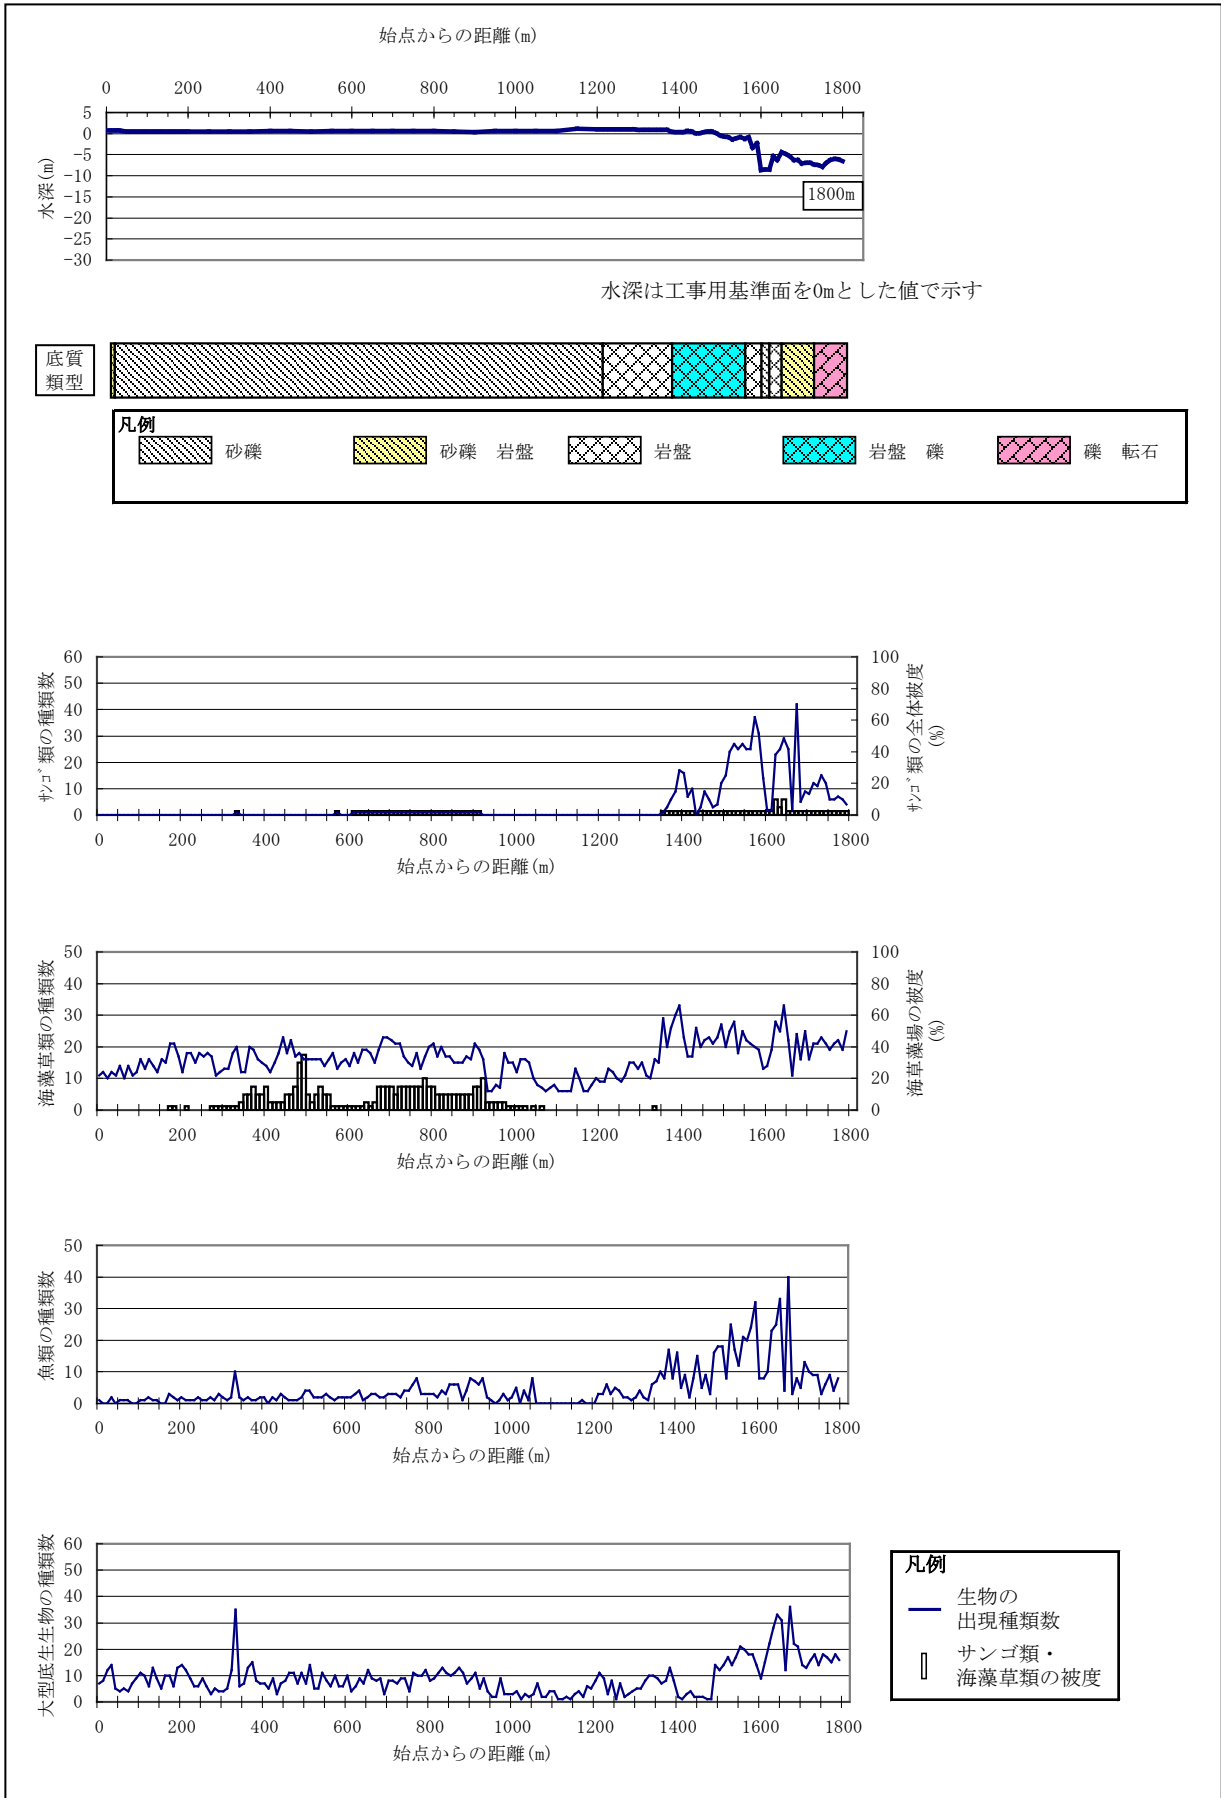 始点からの距離(m)
0 200 400 600 800 1000 1200 1400 1600 1800
5
0
-5
-10
-15
-20
-25
-30
水深(m)
1800m
水深は工事用基準面を0mとした値で示す
底質
類型
凡例
砂礫 砂礫 岩盤 岩盤 岩盤 礫 礫 転石
60
50
40
30
20
10
0
サンゴ類の種類数
100
80
60
40
20
0
サンゴ類の全体被度
(%)
0 200 400 600 800 1000 1200 1400 1600 1800
始点からの距離(m)
50
40
30
20
10
0
海藻草類の種類数
100
80
60
40
20
0
海草藻場の被度
(%)
0 200 400 600 800 1000 1200 1400 1600 1800
始点からの距離(m)
50
40
30
20
10
0
魚類の種類数
0 200 400 600 800 1000 1200 1400 1600 1800
始点からの距離(m)
60
50
40
30
20
10
0
大型底生生物の種類数
0 200 400 600 800 1000 1200 1400 1600 1800
始点からの距離(m)
凡例
生物の
出現種類数
サンゴ類・
海藻草類の被度